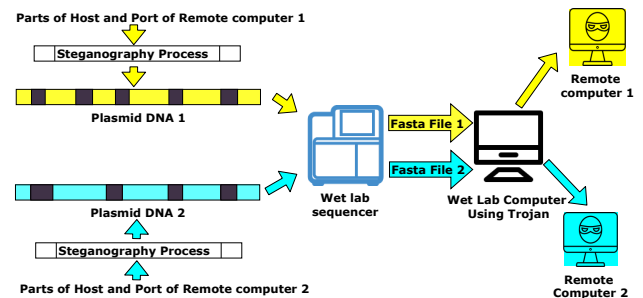 Parts of Host and Port of Remote computer 1
Steganography Process
Plasmid DNA 1
Fasta File 1
Fasta File 2
Wet lab
sequencer
Wet Lab Computer
Using Trojan
Remote
computer 1
Plasmid DNA 2
Steganography Process
Parts of Host and Port of Remote computer 2
Remote
Computer 2